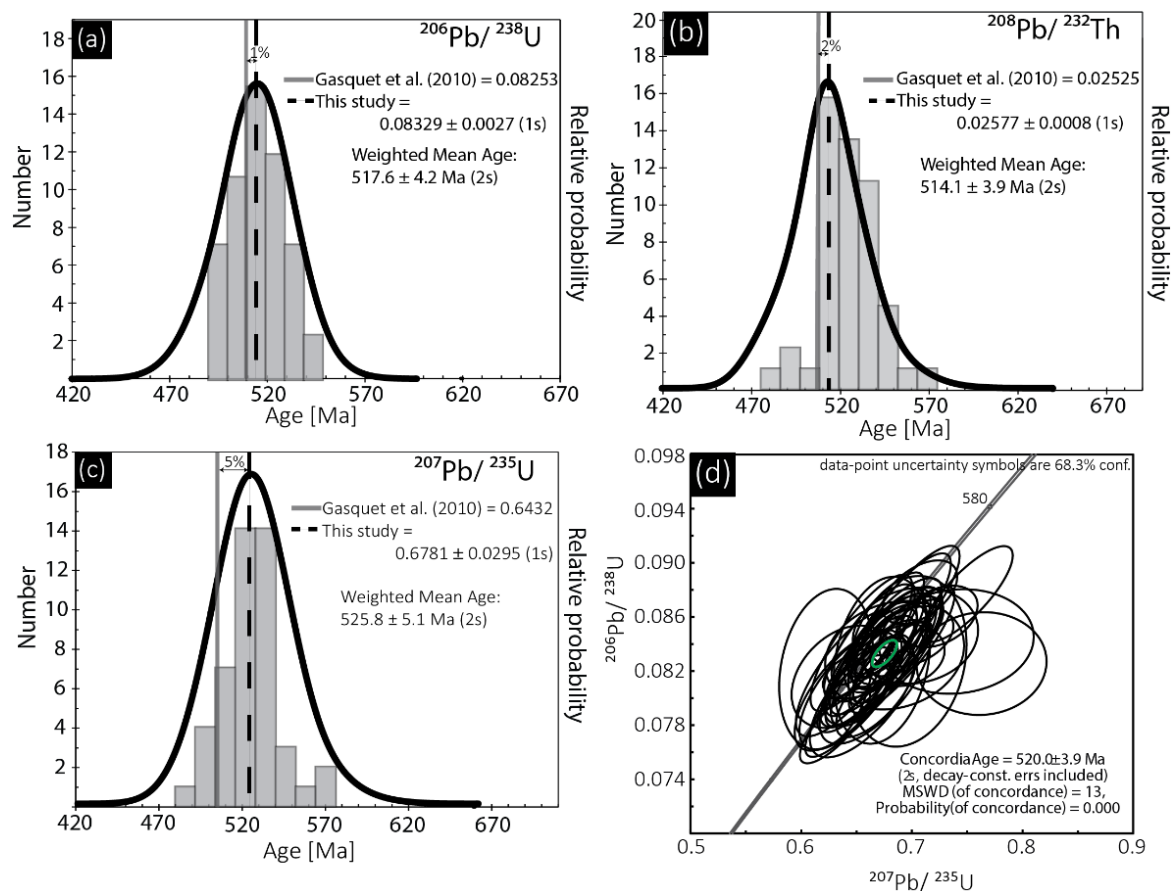 (a)
206Pb/ 238U
1%
Gasquet et al. (2010) = 0.08253
This study =
0.08329 ± 0.0027 (1s)
Weighted Mean Age:
517.6 ± 4.2 Ma (2s)
18
16
14
12
10
8
6
4
2
Number
Relative probability
420
470
520
570
620
670
Age [Ma]
(b)
208Pb/ 232Th
2%
Gasquet et al. (2010) = 0.02525
This study =
0.02577 ± 0.0008 (1s)
Weighted Mean Age:
514.1 ± 3.9 Ma (2s)
20
18
16
14
12
10
8
6
4
2
Number
Relative probability
420
470
520
570
620
670
Age [Ma]
(c)
207Pb/ 235U
5%
Gasquet et al. (2010) = 0.6432
This study =
0.6781 ± 0.0295 (1s)
Weighted Mean Age:
525.8 ± 5.1 Ma (2s)
18
16
14
12
10
8
6
4
2
Number
Relative probability
420
470
520
570
620
670
Age [Ma]
(d)
data-point uncertainty symbols are 68.3% conf.
580
0.098
0.094
0.090
0.086
0.082
0.078
0.074
206Pb/ 238U
ConcordiaAge = 520.0±3.9 Ma
(2s, decay-const. errs included)
MSWD (of concordance) = 13,
Probability(of concordance) = 0.000
0.5
0.6
0.7
0.8
0.9
207Pb/ 235U